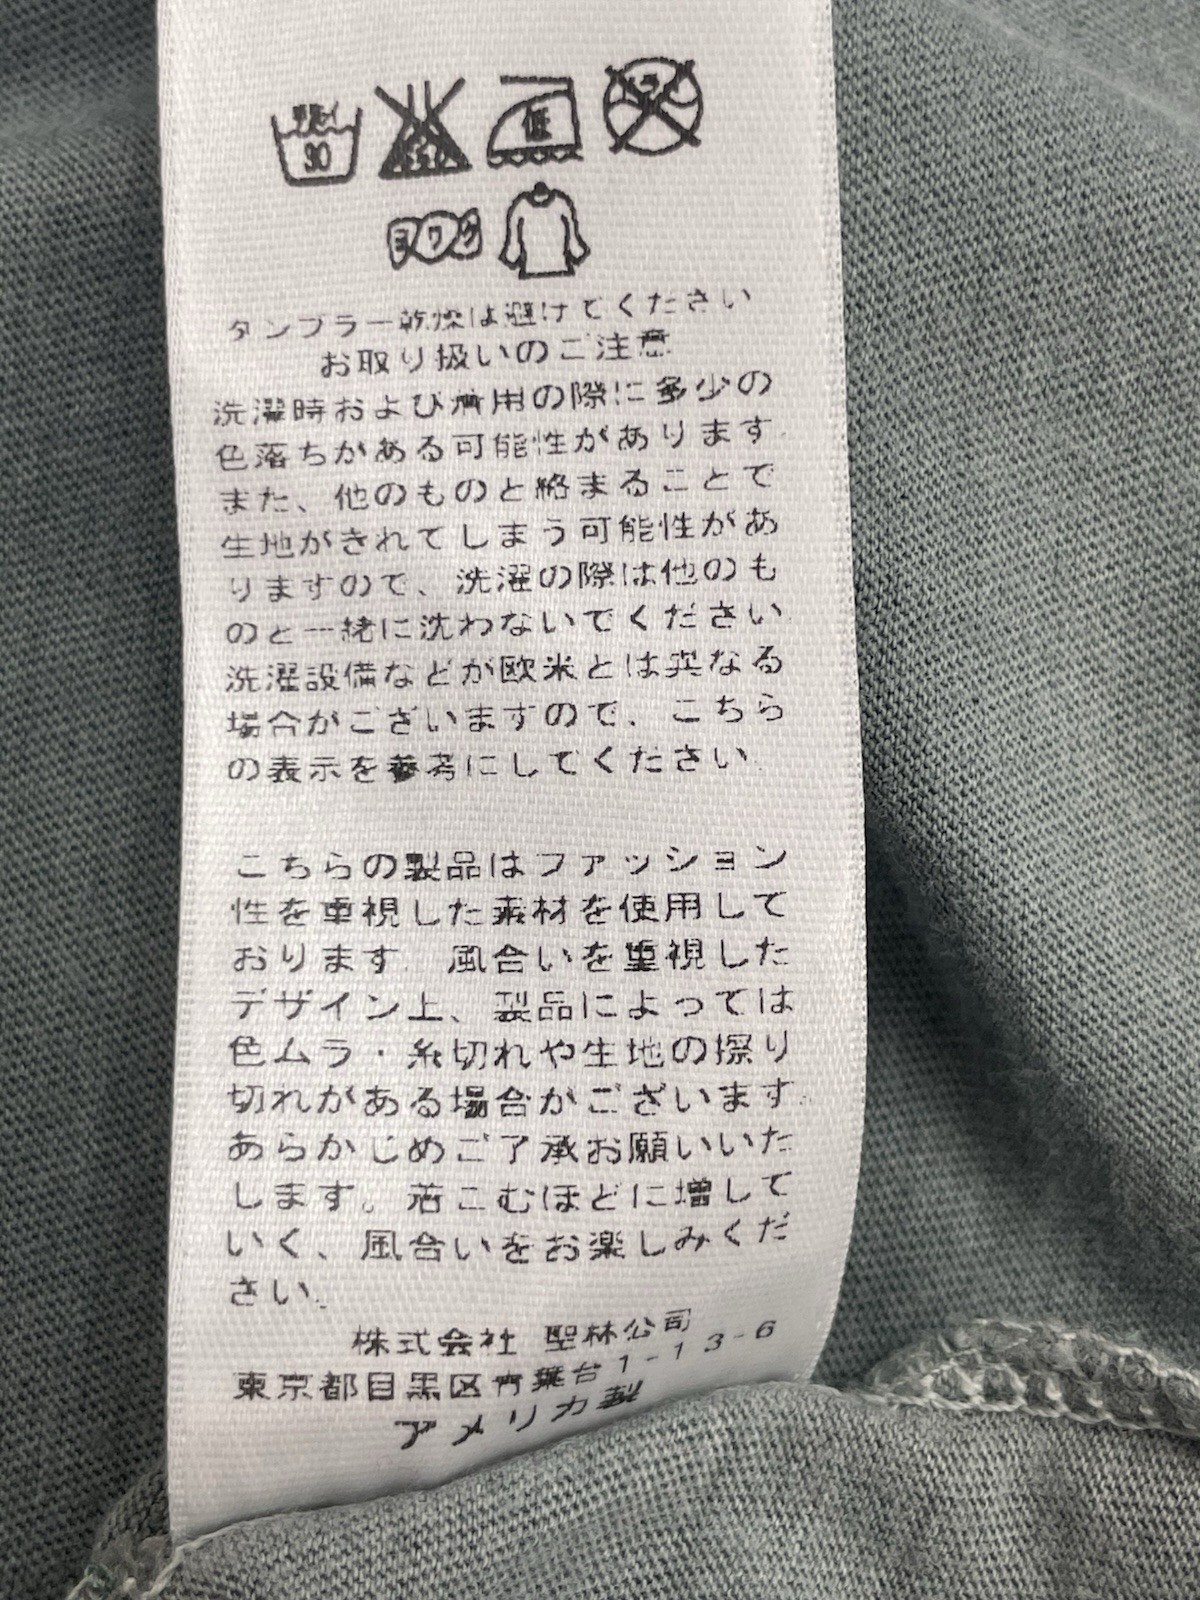 30
低
ヨワク
タンブラー乾燥は避けてください
お取り扱いのご注意
洗濯時および着用の際に多少の
色落ちがある可能性があります.
また、他のものと絡まることで
生地がきれてしまう可能性があ
りますので、洗濯の際は他のも
のと一緒に洗わないでください
洗濯設備などが欧米とは異なる
場合がございますので、こちら
の表示を参考にしてください.
こちらの製品はファッション
性を重視した素材を使用して
おります. 風合いを重視した
デザイン上、製品によっては
色ムラ・糸切れや生地の擦り
切れがある場合がございます.
あらかじめご了承お願いいた
します。着こむほどに増して
いく、風合いをお楽しみくだ
さい.
株式会社 聖林公司
東京都目黒区青葉台1-13-6
アメリカ製